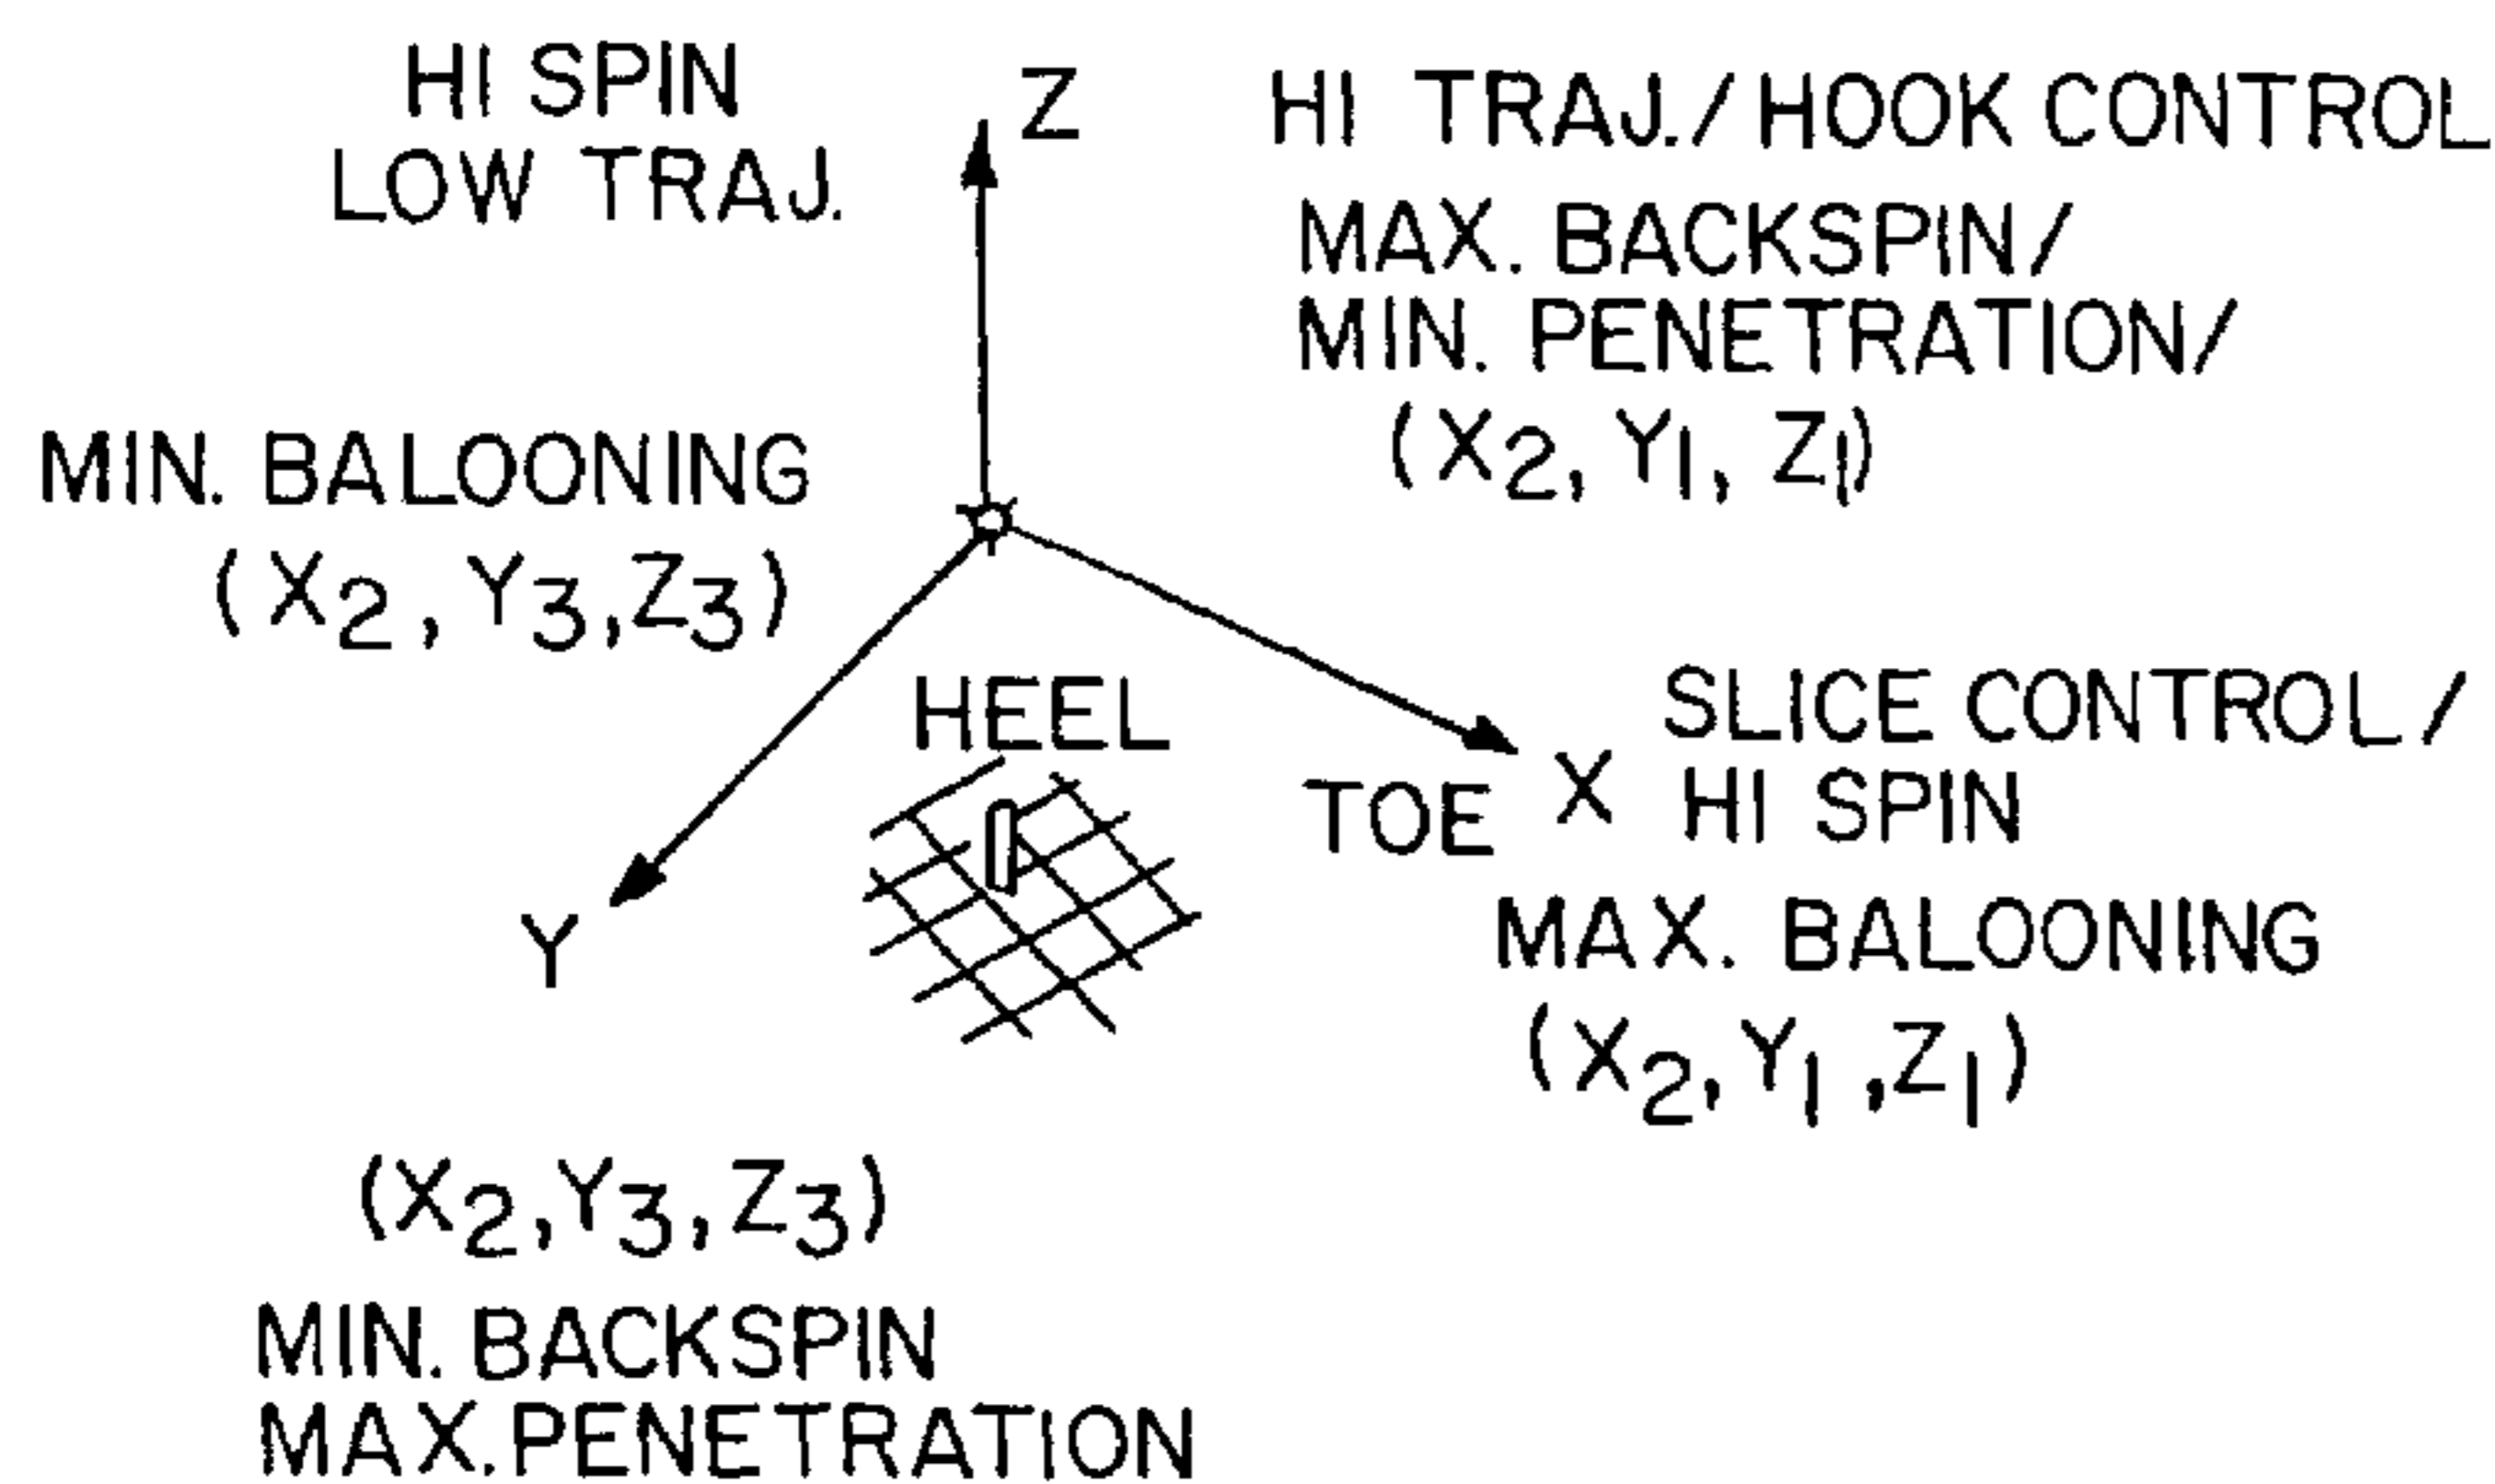 HI SPIN
LOW TRAJ.
Z
HI TRAJ./HOOK CONTROL
MAX. BACKSPIN/
MIN. PENETRATION/
(X2, Y1, Z1)
MIN. BALOONING
(X2, Y3, Z3)
HEEL
TOE
X
SLICE CONTROL/
HI SPIN
MAX. BALOONING
(X2, Y1, Z1)
Y
(X2, Y3, Z3)
MIN. BACKSPIN
MAX. PENETRATION